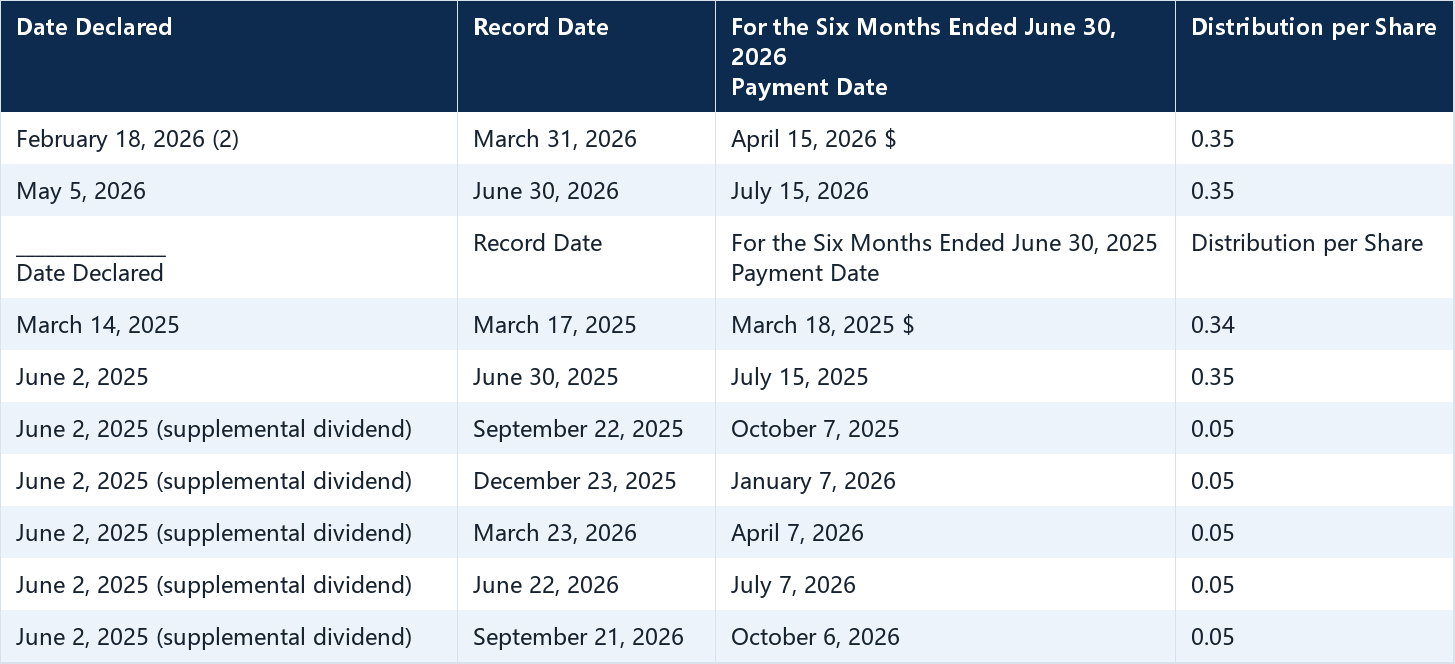 Date Declared Record Date For the Six Months Ended June 30, Distribution per Share
2026
Payment Date
February 18, 2026 (2) March 31, 2026 April 15, 2026 $ 0.35
May 5, 2026 June 30, 2026 July 15, 2026 0.35
_____________ Record Date For the Six Months Ended June 30, 2025 Distribution per Share
Date Declared Payment Date
March 14, 2025 March 17, 2025 March 18, 2025 $ 0.34
June 2, 2025 June 30, 2025 July 15, 2025 0.35
June 2, 2025 (supplemental dividend) September 22, 2025 October 7, 2025 0.05
June 2, 2025 (supplemental dividend) December 23, 2025 January 7, 2026 0.05
June 2, 2025 (supplemental dividend) March 23, 2026 April 7, 2026 0.05
June 2, 2025 (supplemental dividend) June 22, 2026 July 7, 2026 0.05
June 2, 2025 (supplemental dividend) September 21, 2026 October 6, 2026 0.05